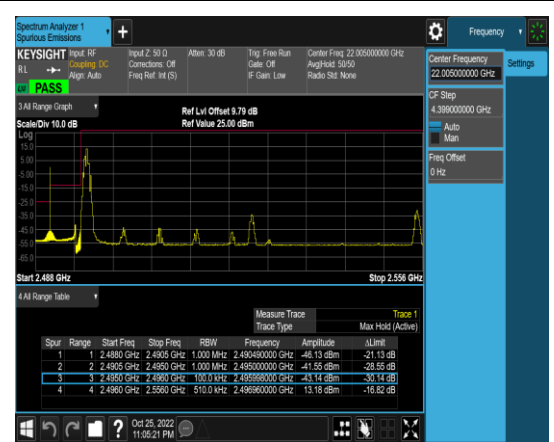 Spectrum Analyzer 1
Spurious Emissions
Frequency
KEYSIGHT Input: RF Input Z: 50 Ω Atten: 30 dB Trig: Free Run Center Freq: 22.005000000 GHz
RL Coupling: DC Corrections: Off Gate: Off Avg|Hold: 50/50
Align: Auto Freq Ref: Int (S) IF Gain: Low Radio Std: None
PASS
Center Frequency
22.005000000 GHz
Settings
CF Step
4.399000000 GHz
Auto
Man
Freq Offset
0 Hz
3 All Range Graph
Ref Lvl Offset 9.79 dB
Scale/Div 10.0 dB Ref Value 25.00 dBm
Log
15.0
5.00
-5.00
-15.0
-25.0
-35.0
-45.0
-55.0
-65.0
Start 2.488 GHz Stop 2.556 GHz
4 All Range Table
Measure Trace Trace 1
Trace Type Max Hold (Active)
Spur Range Start Freq Stop Freq RBW Frequency Amplitude ΔLimit
1 1 2.4880 GHz 2.4905 GHz 1.000 MHz 2.490490000 GHz -46.13 dBm -21.13 dB
2 2 2.4905 GHz 2.4950 GHz 1.000 MHz 2.495000000 GHz -41.55 dBm -28.55 dB
3 3 2.4950 GHz 2.4960 GHz 100.0 kHz 2.495998000 GHz -43.14 dBm -30.14 dB
4 4 2.4960 GHz 2.5560 GHz 510.0 kHz 2.496960000 GHz 13.18 dBm -16.82 dB
Oct 25, 2022
11:05:21 PM